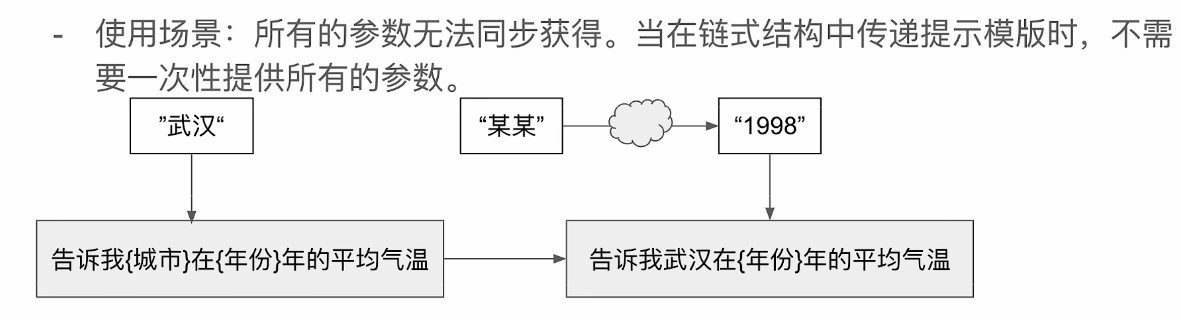 - 使用场景：所有的参数无法同步获得。当在链式结构中传递提示模版时，不需
要一次性提供所有的参数。
”武汉“
“某某”
“1998”
告诉我{城市}在{年份}年的平均气温
告诉我武汉在{年份}年的平均气温